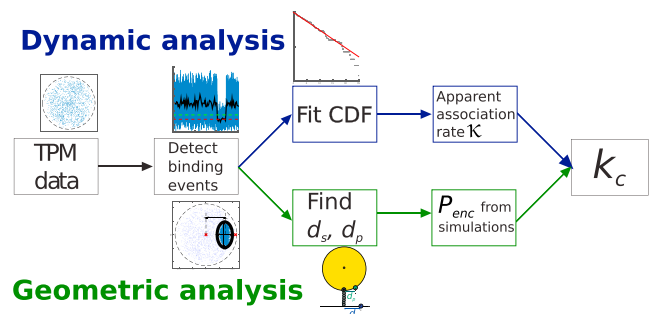 Dynamic analysis
TPM
data
Detect
binding
events
Fit CDF
Apparent
association
rate K
Find
d_s, d_p
P_enc from
simulations
k_c
d_s
d
Geometric analysis